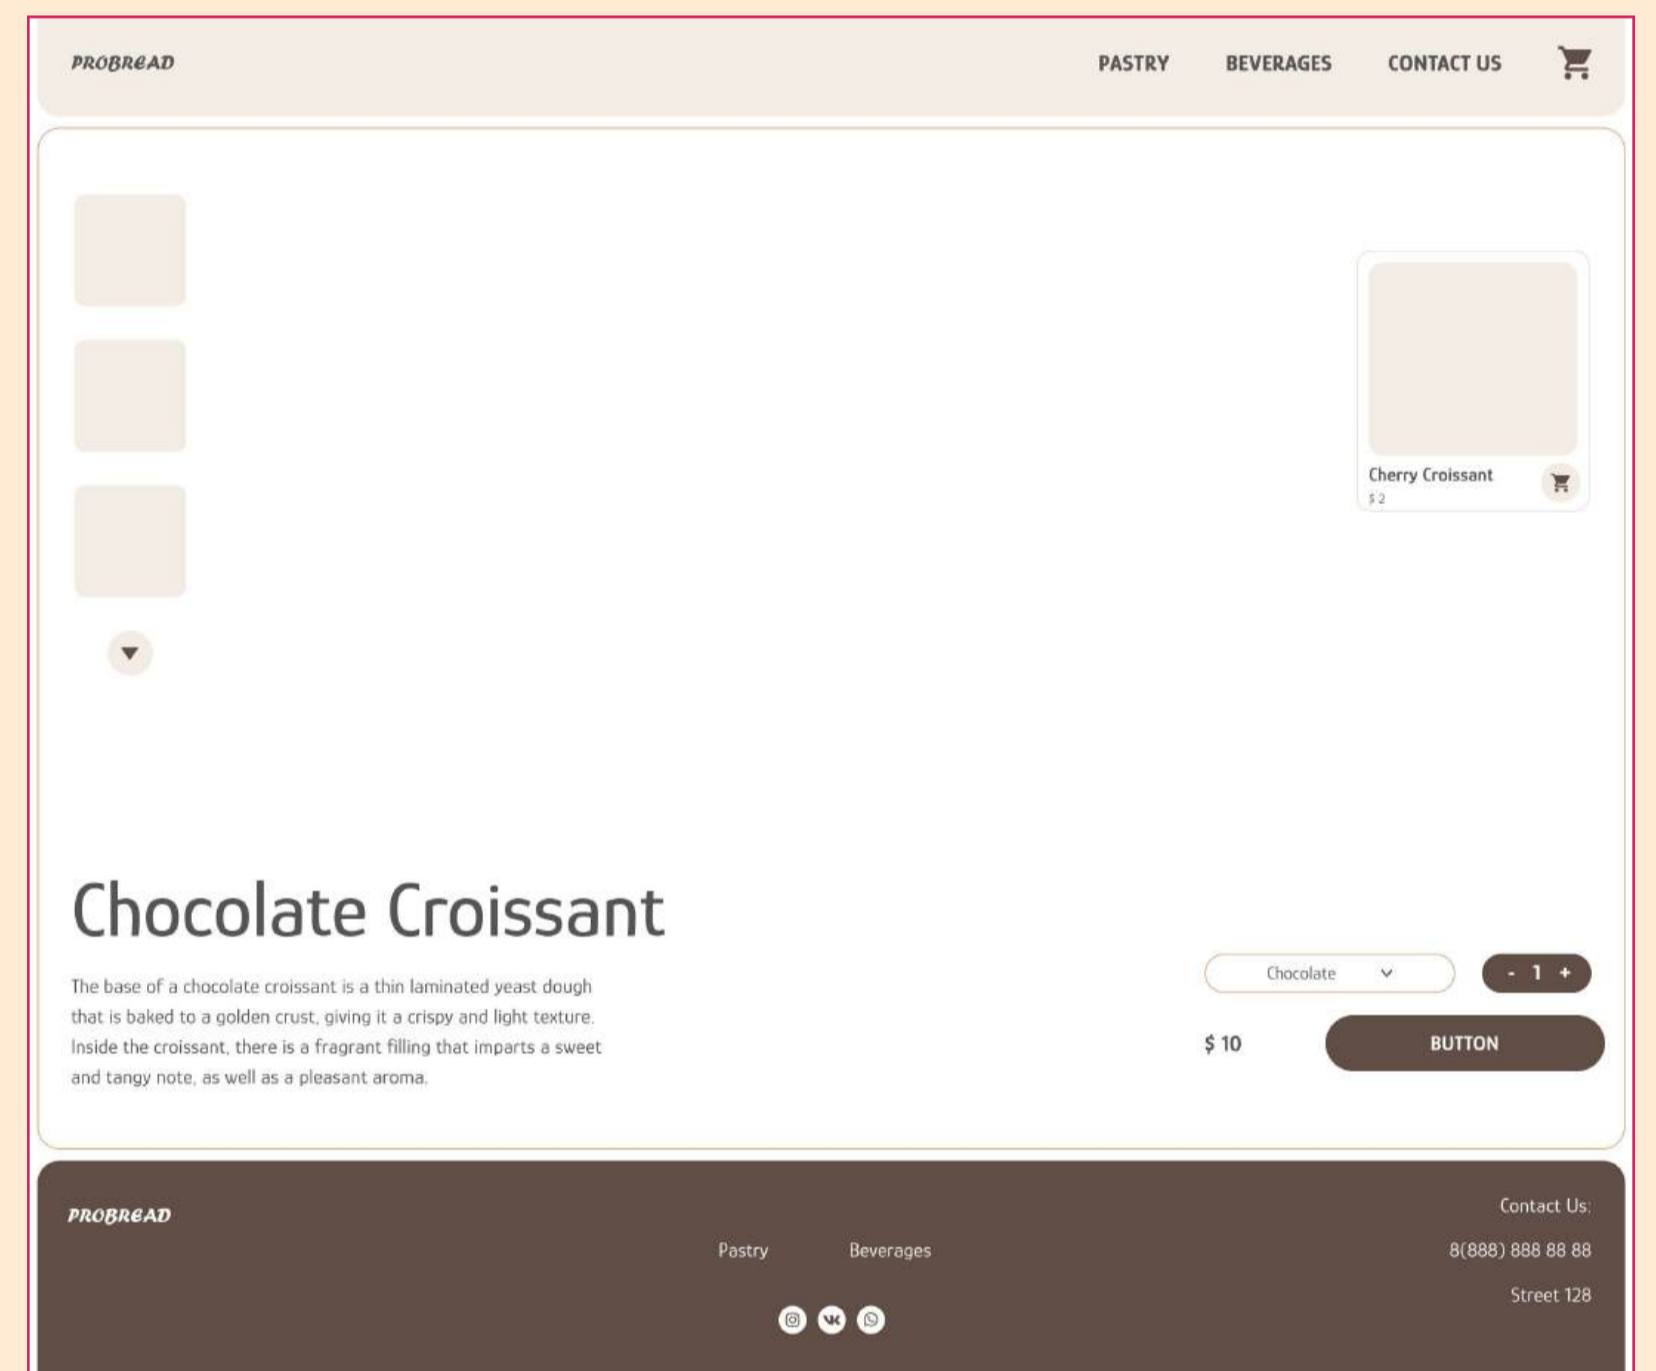 PROBREAD
PASTRY BEVERAGES CONTACT US
Cherry Croissant
$ 2
Chocolate Croissant
The base of a chocolate croissant is a thin laminated yeast dough
that is baked to a golden crust, giving it a crispy and light texture.
Inside the croissant, there is a fragrant filling that imparts a sweet
and tangy note, as well as a pleasant aroma.
Chocolate
- 1 +
$ 10
BUTTON
PROBREAD
Pastry Beverages
Contact Us:
8(888) 888 88 88
Street 128